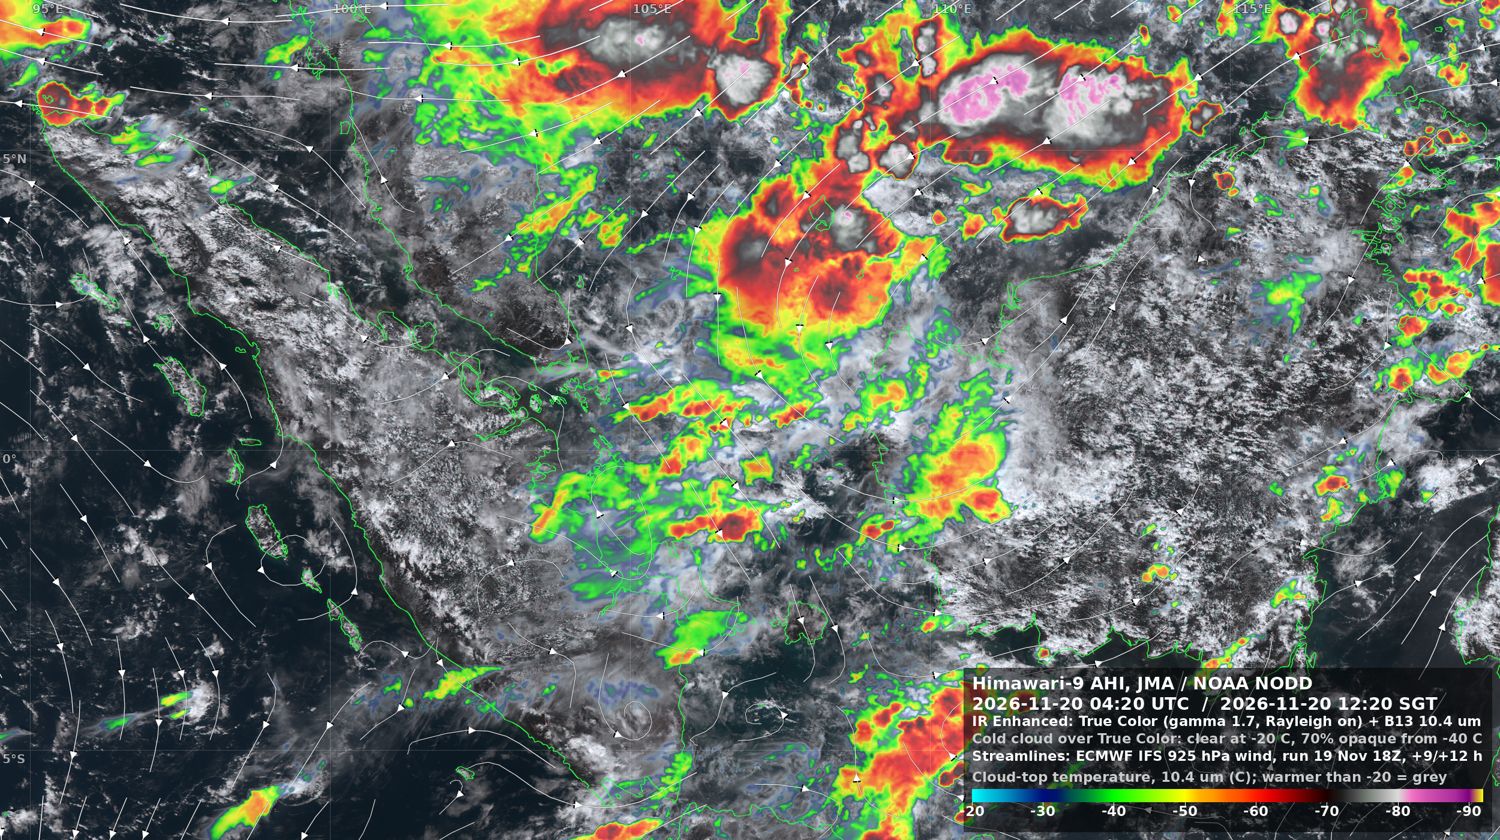 95°E
100°E
105°E
110°E
115°E
5°N
0°
5°S
Himawari-9 AHI, JMA / NOAA NODD
2026-11-20 04:20 UTC / 2026-11-20 12:20 SGT
IR Enhanced: True Color (gamma 1.7, Rayleigh on) + B13 10.4 um
Cold cloud over True Color: clear at -20 C, 70% opaque from -40 C
Streamlines: ECMWF IFS 925 hPa wind, run 19 Nov 18Z, +9/+12 h
Cloud-top temperature, 10.4 um (C); warmer than -20 = grey
20 -30 -40 -50 -60 -70 -80 -90